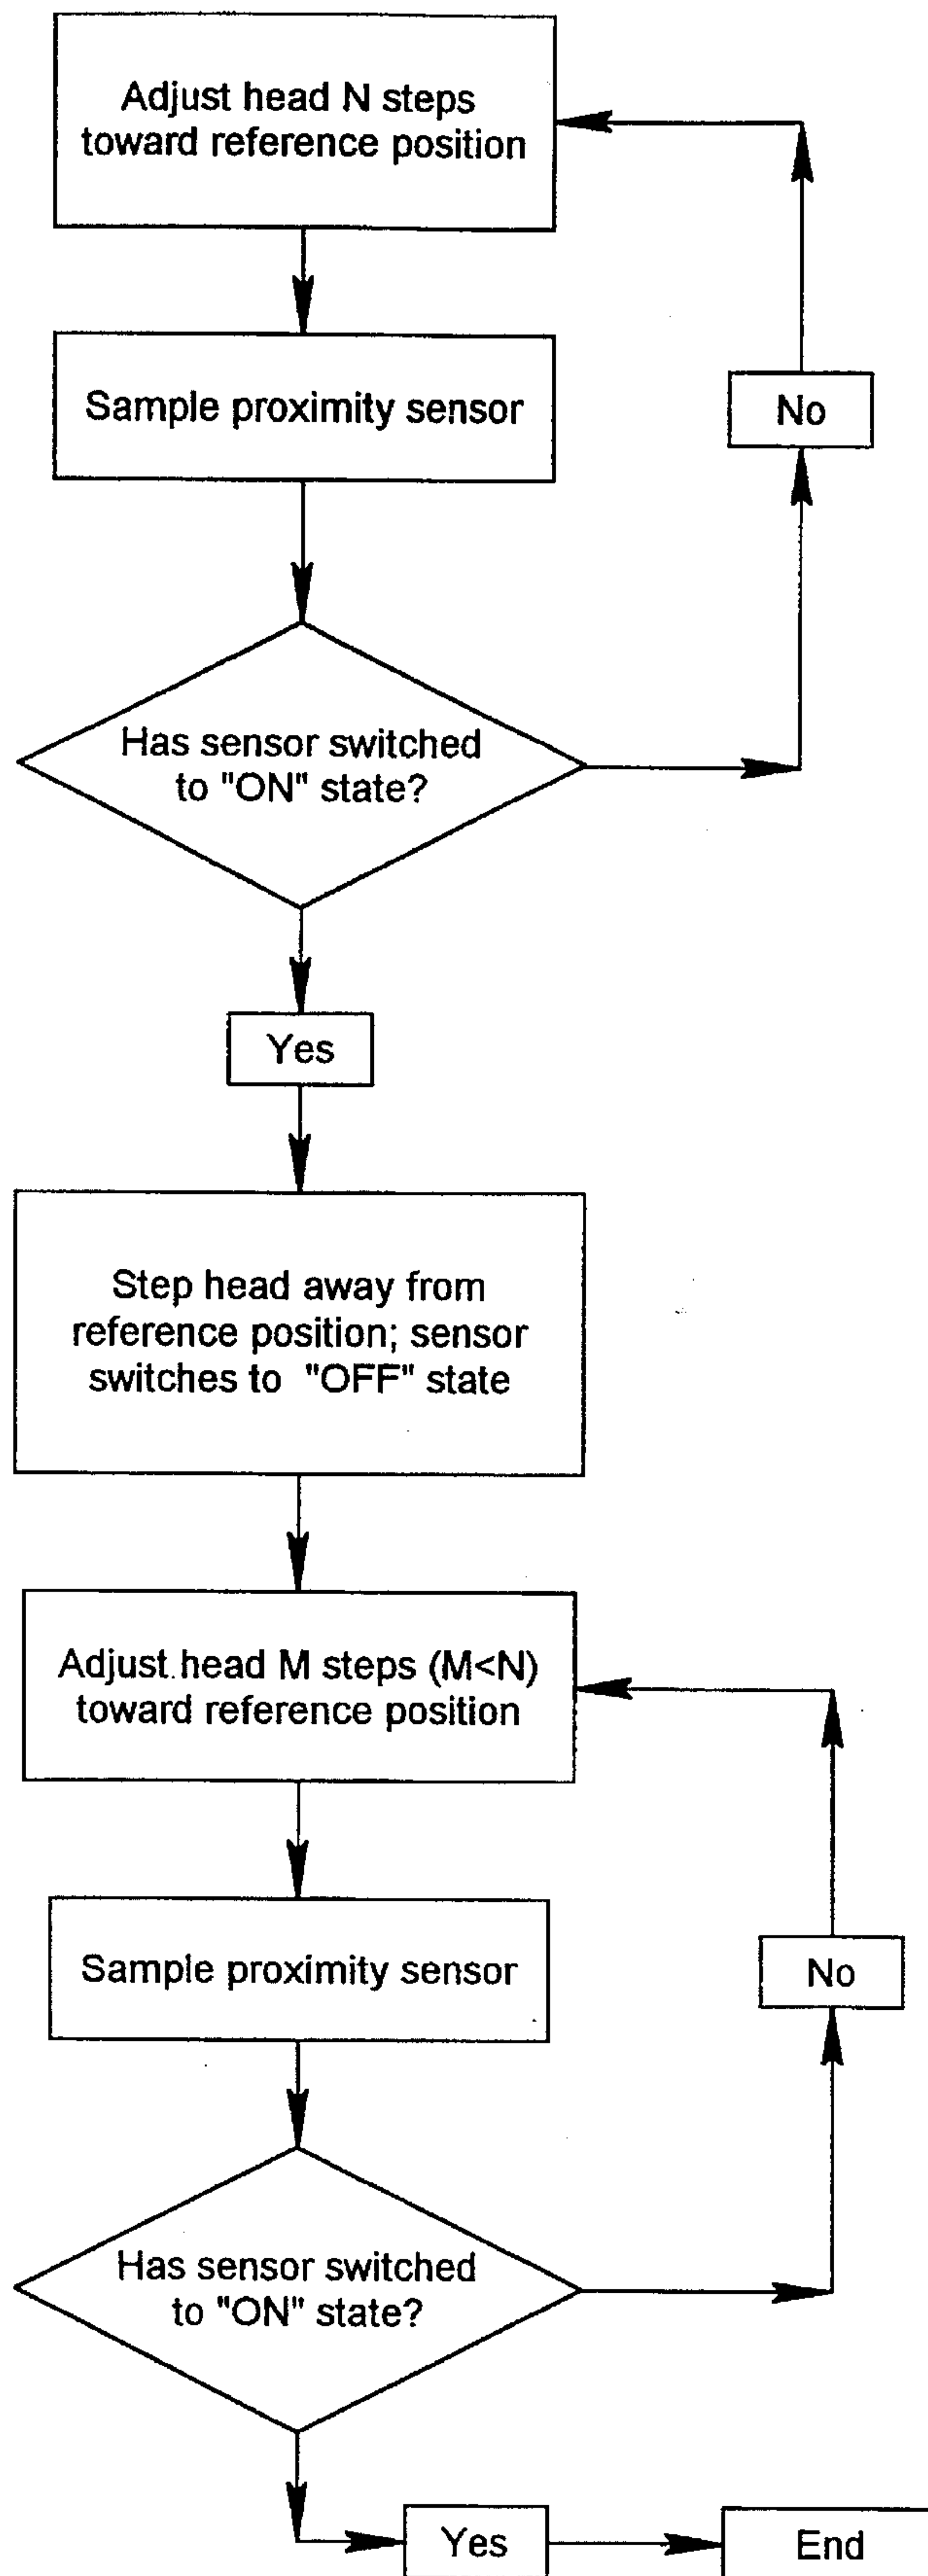 Adjust head N steps
toward reference position
Sample proximity sensor
No
Has sensor switched
to "ON" state?
Yes
Step head away from
reference position; sensor
switches to "OFF" state
Adjust head M steps (M<N)
toward reference position
Sample proximity sensor
No
Has sensor switched
to "ON" state?
Yes
End